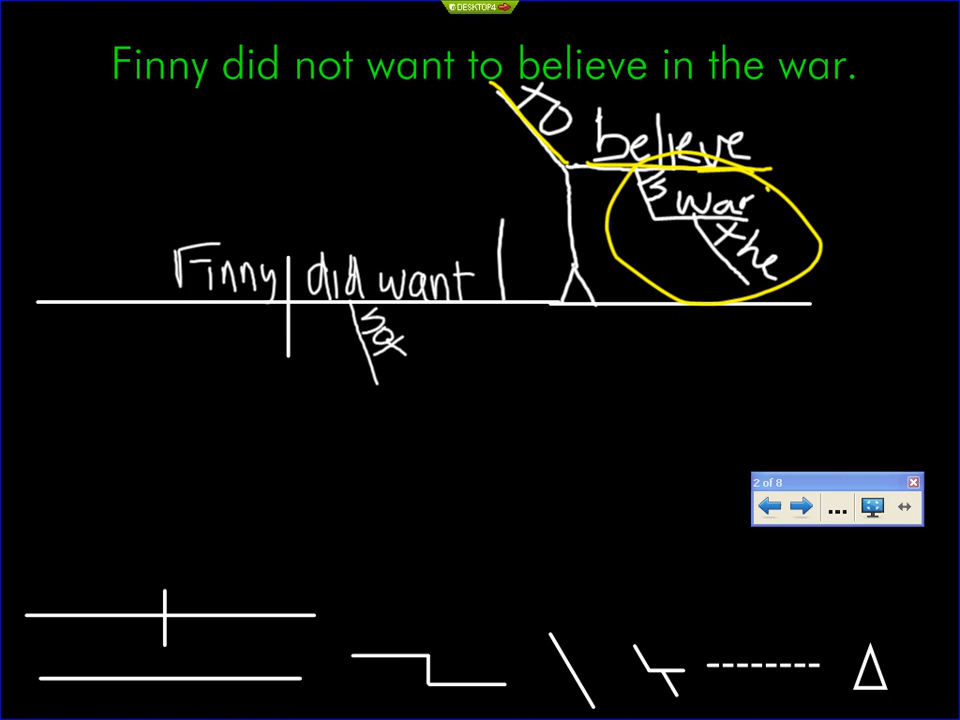 DESKTOP4
Finny did not want to believe in the war.
to believe
war
the
Finny did want
not
2 of 8
...